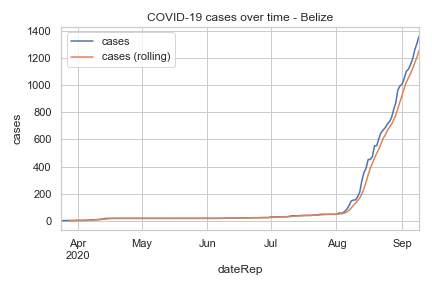 COVID-19 cases over time - Belize
cases
cases (rolling)
1400
1200
1000
800
600
400
200
0
cases
Apr
2020
May
Jun
Jul
Aug
Sep
dateRep